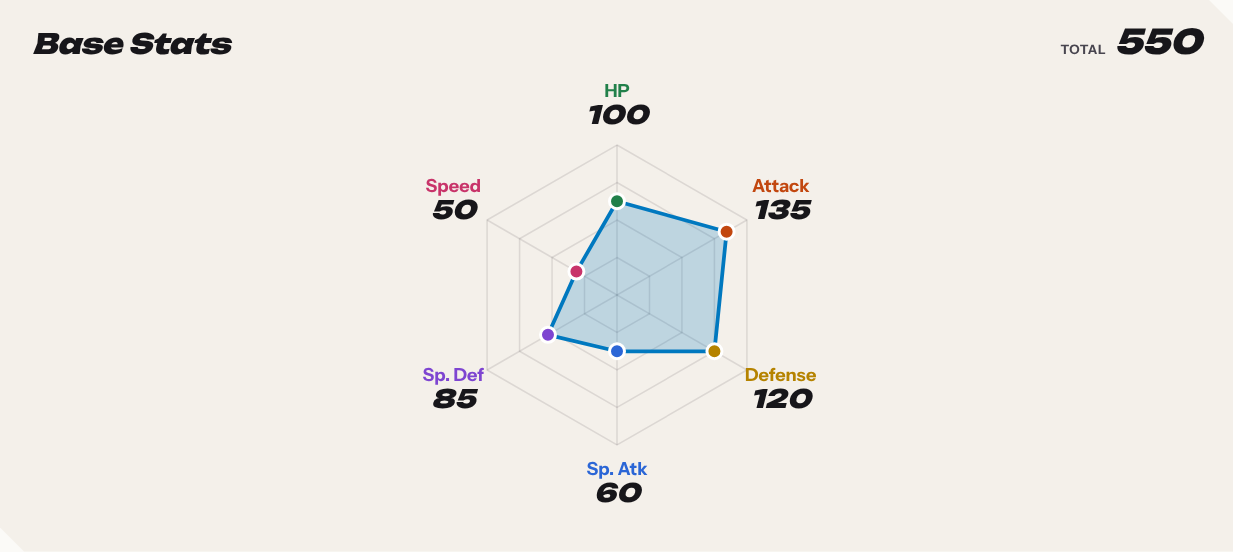 Base Stats
TOTAL 550
HP
100
Speed
50
Attack
135
Sp. Def
85
Defense
120
Sp. Atk
60